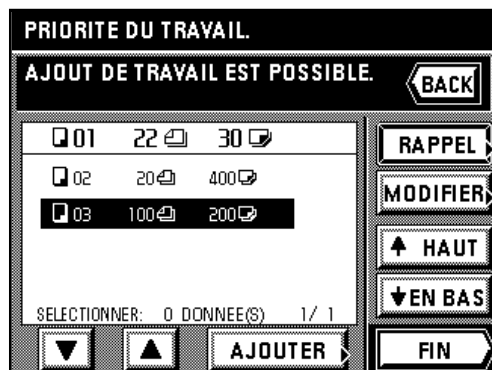 PRIORITE DU TRAVAIL.
AJOUT DE TRAVAIL EST POSSIBLE.
BACK
01 22 30
02 20 400
03 100 200
SELECTIONNER: 0 DONNEE(S) 1/ 1
AJOUTER
RAPPEL
MODIFIER
HAUT
EN BAS
FIN